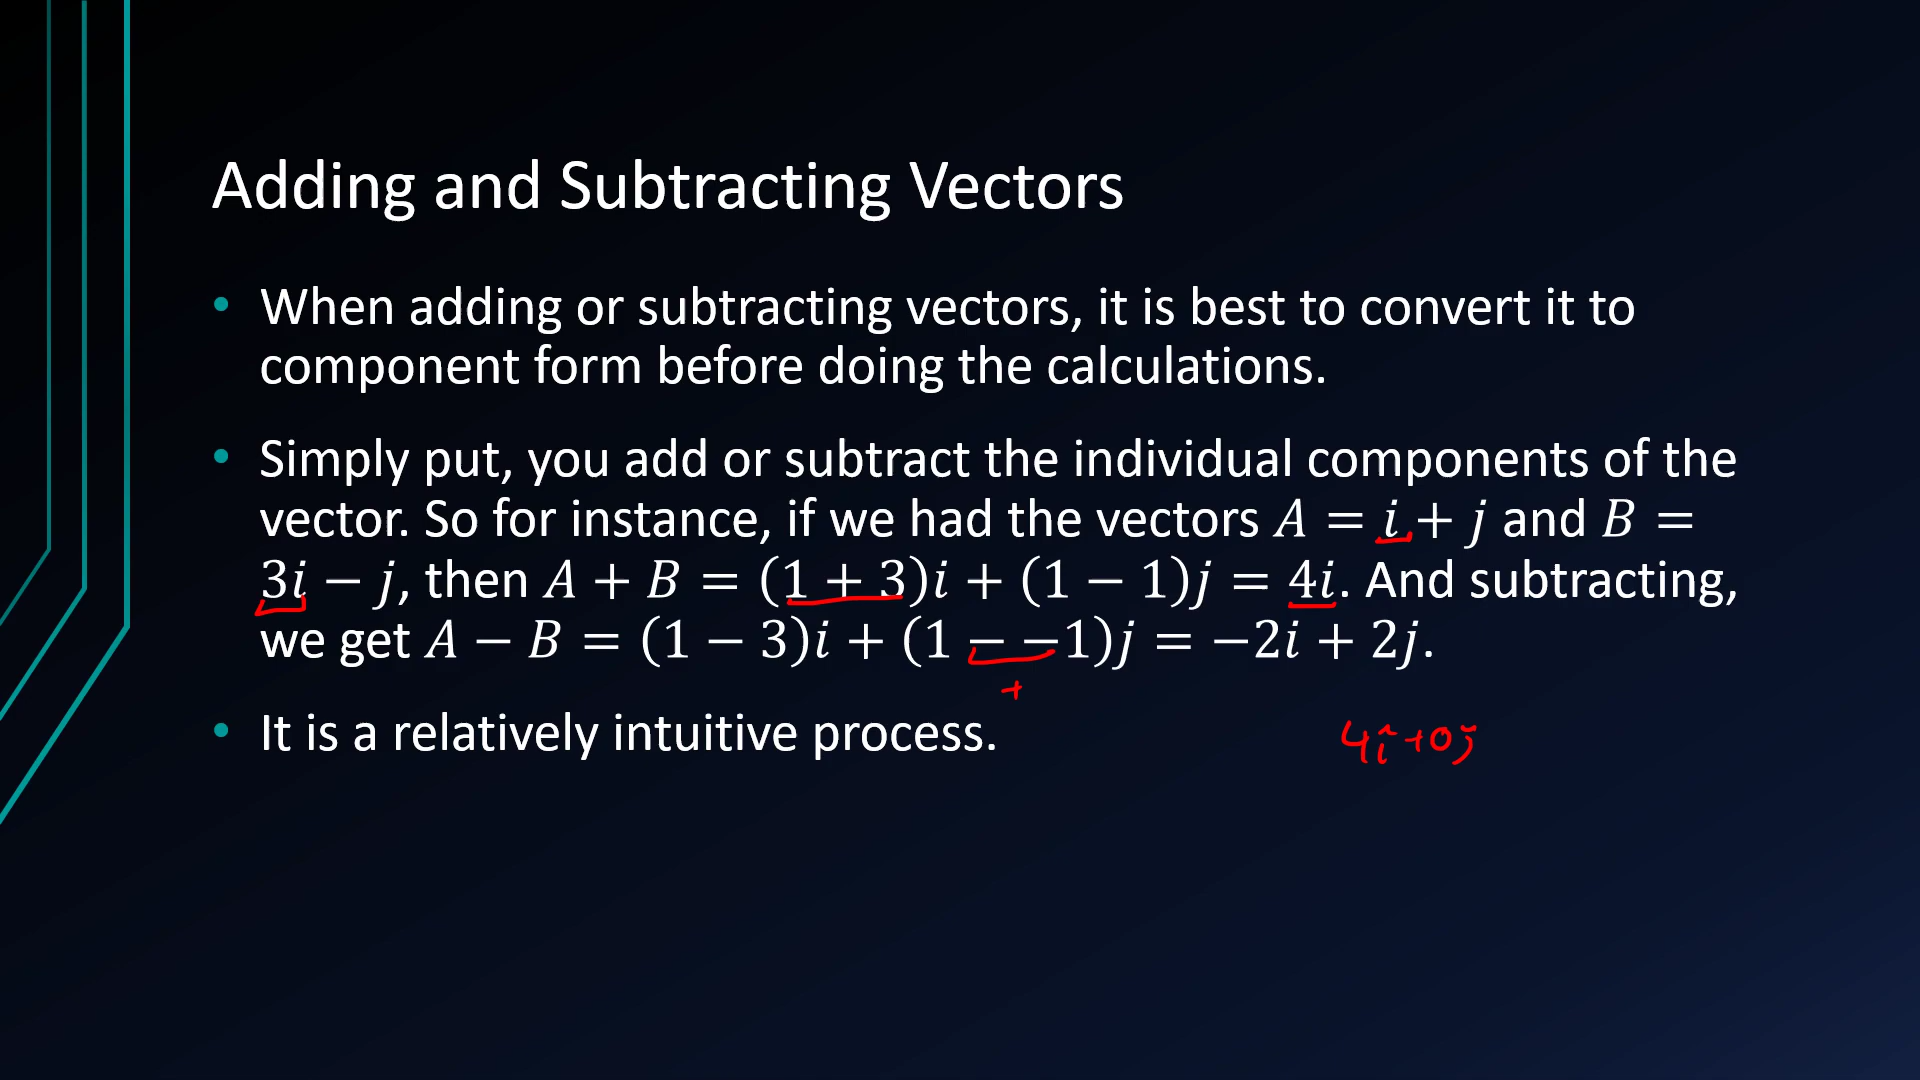 Adding and Subtracting Vectors
• When adding or subtracting vectors, it is best to convert it to
component form before doing the calculations.
• Simply put, you add or subtract the individual components of the
vector. So for instance, if we had the vectors A = i + j and B =
3i − j, then A + B = (1 + 3)i + (1 − 1)j = 4i. And subtracting,
we get A − B = (1 − 3)i + (1 − −1)j = −2i + 2j.
+
• It is a relatively intuitive process.
4î+0ĵ